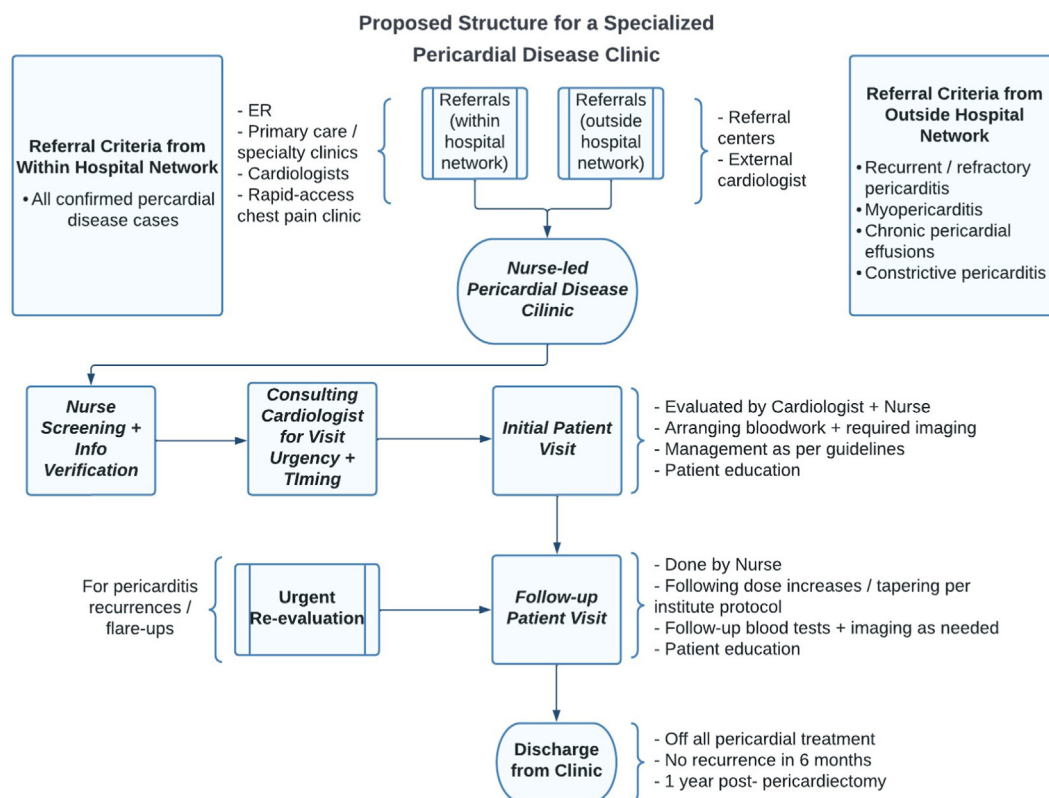 Proposed Structure for a Specialized
Pericardial Disease Clinic
Referral Criteria from
Within Hospital Network
•All confirmed percardial
disease cases
- ER
- Primary care /
specialty clinics
- Cardiologists
- Rapid-access
chest pain clinic
Referrals
(within
hospital
network)
Referrals
(outside
hospital
network)
- Referral
centers
- External
cardiologist
Referral Criteria from
Outside Hospital
Network
•Recurrent / refractory
pericarditis
•Myopericarditis
•Chronic pericardial
effusions
•Constrictive pericarditis
Nurse-led
Pericardial Disease
Cilinic
Nurse
Screening +
Info
Verification
Consulting
Cardiologist
for Visit
Urgency +
TIming
Initial Patient
Visit
- Evaluated by Cardiologist + Nurse
- Arranging bloodwork + required imaging
- Management as per guidelines
- Patient education
For pericarditis
recurrences /
flare-ups
Urgent
Re-evaluation
Follow-up
Patient Visit
- Done by Nurse
- Following dose increases / tapering per
institute protocol
- Follow-up blood tests + imaging as needed
- Patient education
Discharge
from Clinic
- Off all pericardial treatment
- No recurrence in 6 months
- 1 year post- pericardiectomy